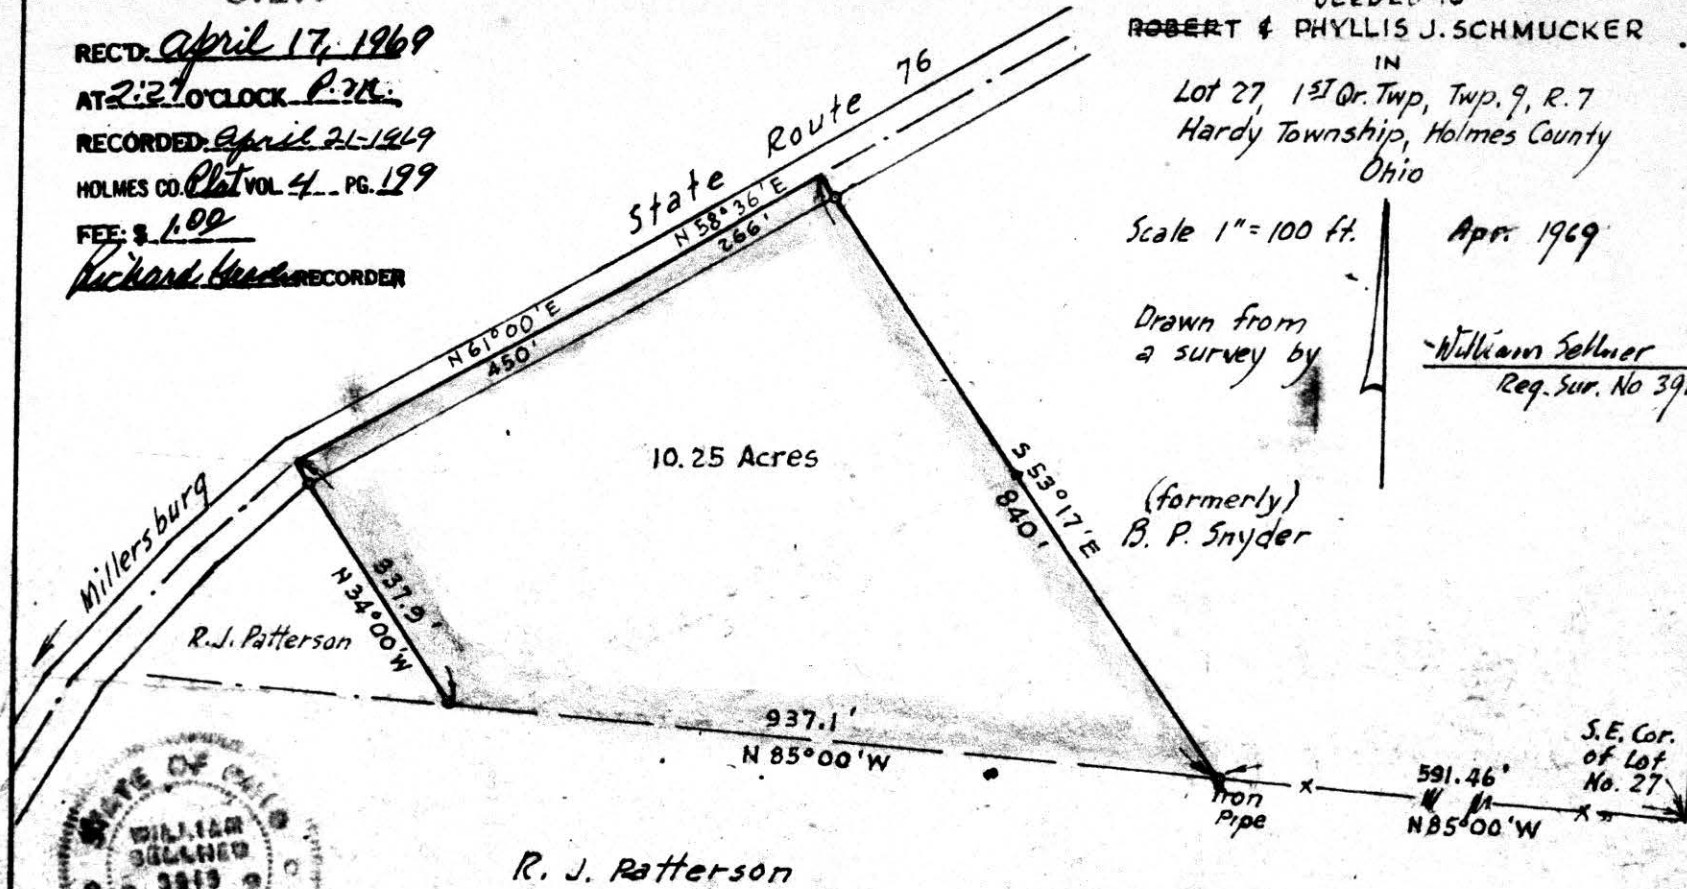 REC'D: April 17, 1969
AT 2:27 O'CLOCK P.M.
RECORDED: April 21-1969
HOLMES CO. Plat VOL. 4 PG. 199
FEE: $ 1.00
Richard RECORDER
ROBERT & PHYLLIS J. SCHMUCKER
IN
Lot 27, 1ST Qr. Twp, Twp. 9, R. 7
Hardy Township, Holmes County
Ohio
Scale 1" = 100 ft.
Apr. 1969
Drawn from
a survey by
William Sellner
Reg. Sur. No
(formerly)
B. P. Snyder
State Route 76
N 58°36'E
266'
N 61°00'E
450'
10.25 Acres
S 53°17'E
840'
Millersburg
337.9'
N 34°00'W
R.J. Patterson
937.1'
N 85°00'W
Iron
Pipe
591.46'
N85°00'W
S.E. Cor.
of Lot
No. 27
STATE OF OHIO
WILLIAM
SELLNER
3919
R. J. Patterson